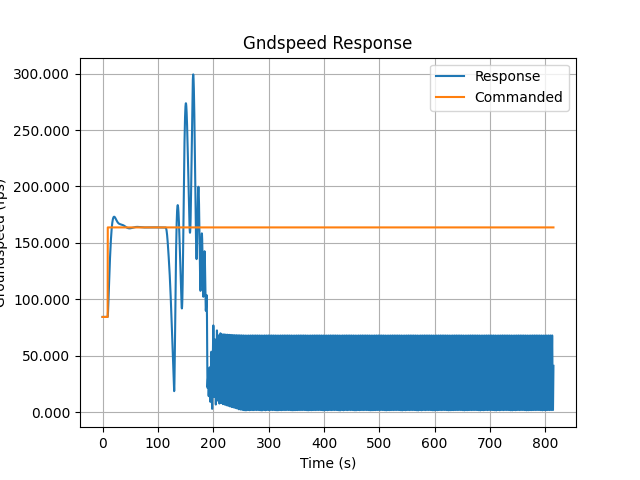 Gndspeed Response
Response
Commanded
300.000
250.000
200.000
150.000
100.000
50.000
0.000
Groundspeed (fps)
0 100 200 300 400 500 600 700 800
Time (s)